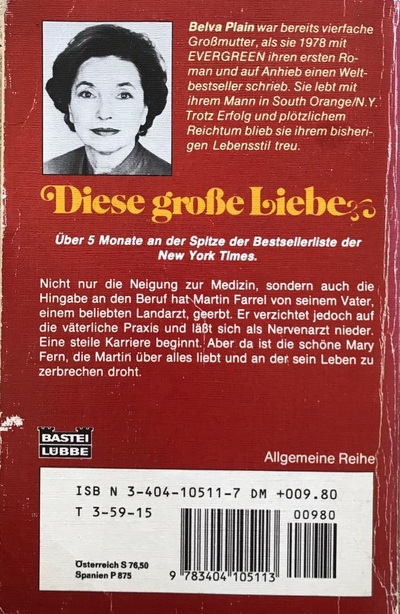 Belva Plain war bereits vierfache
Großmutter, als sie 1978 mit
EVERGREEN ihren ersten Ro-
man und auf Anhieb einen Welt-
bestseller schrieb. Sie lebt mit
ihrem Mann in South Orange/N.Y.
Trotz Erfolg und plötzlichem
Reichtum blieb sie ihrem bisheri-
gen Lebensstil treu.
Diese große Liebe
Über 5 Monate an der Spitze der Bestsellerliste der
New York Times.
Nicht nur die Neigung zur Medizin, sondern auch die
Hingabe an den Beruf hat Martin Farrel von seinem Vater,
einem beliebten Landarzt, geerbt. Er verzichtet jedoch auf
die väterliche Praxis und läßt sich als Nervenarzt nieder.
Eine steile Karriere beginnt. Aber da ist die schöne Mary
Fern, die Martin über alles liebt und an der sein Leben zu
zerbrechen droht.
BASTEI
LÜBBE
Allgemeine Reihe
ISB N 3-404-10511-7 DM +009.80
T 3-59-15 00980
Österreich S 76,50
Spanien P 875
9 783404 105113